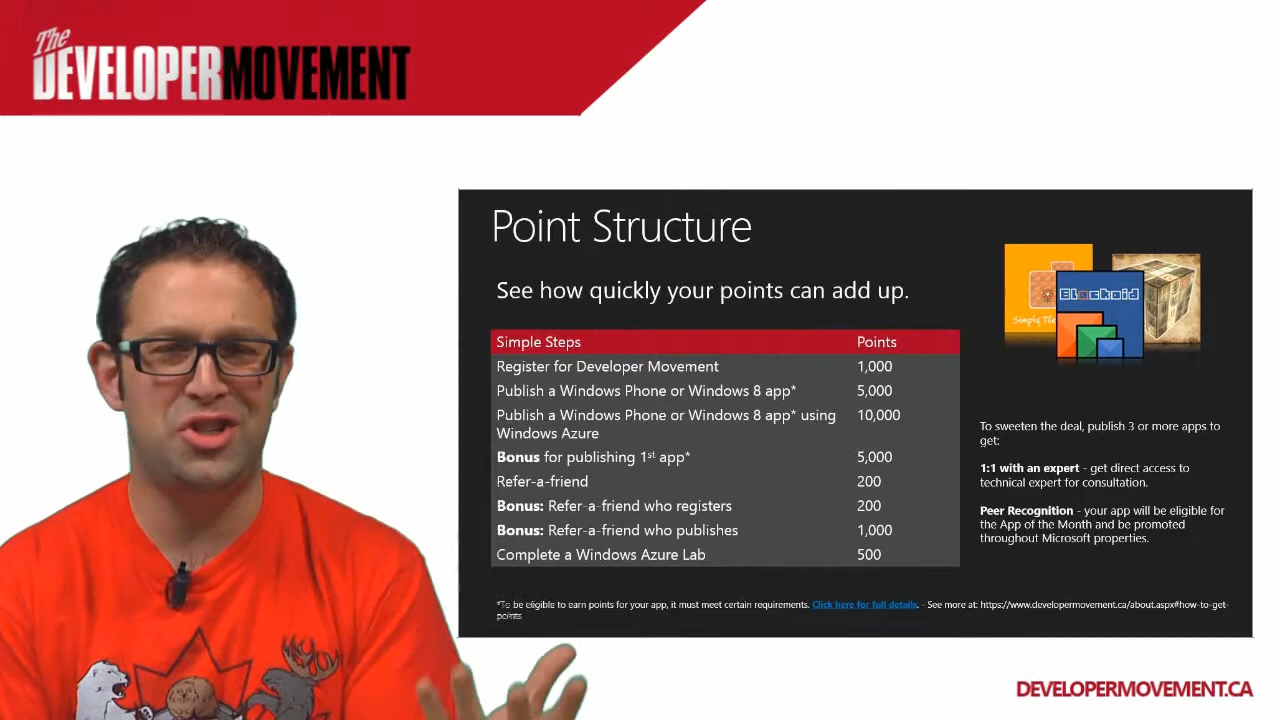 The
DEVELOPERMOVEMENT
Point Structure
See how quickly your points can add up.
Simple Steps Points
Register for Developer Movement 1,000
Publish a Windows Phone or Windows 8 app* 5,000
Publish a Windows Phone or Windows 8 app* using 10,000
Windows Azure
Bonus for publishing 1st app* 5,000
Refer-a-friend 200
Bonus: Refer-a-friend who registers 200
Bonus: Refer-a-friend who publishes 1,000
Complete a Windows Azure Lab 500
Simply Tile
Blockoid
To sweeten the deal, publish 3 or more apps to
get:
1:1 with an expert - get direct access to
technical expert for consultation.
Peer Recognition - your app will be eligible for
the App of the Month and be promoted
throughout Microsoft properties.
*To be eligible to earn points for your app, it must meet certain requirements. Click here for full details. - See more at: https://www.developermovement.ca/about.aspx#how-to-get-
points
DEVELOPERMOVEMENT.CA